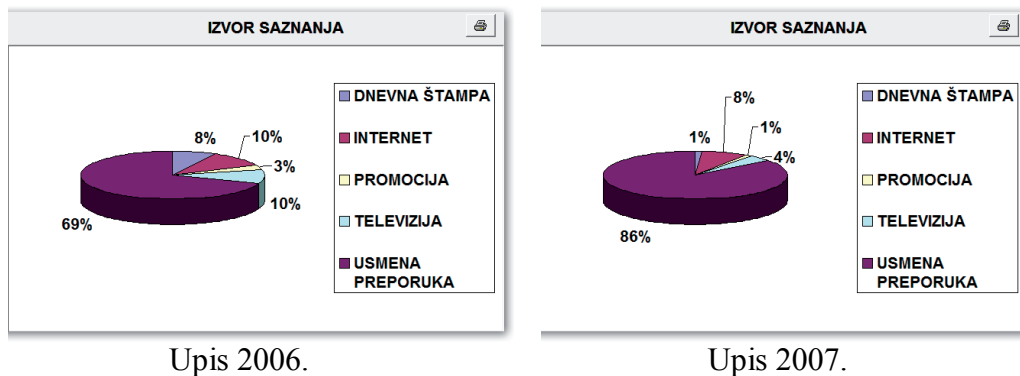 IZVOR SAZNANJA
8%
10%
3%
10%
69%
DNEVNA ŠTAMPA
INTERNET
PROMOCIJA
TELEVIZIJA
USMENA
PREPORUKA
Upis 2006.
IZVOR SAZNANJA
1%
8%
1%
4%
86%
DNEVNA ŠTAMPA
INTERNET
PROMOCIJA
TELEVIZIJA
USMENA
PREPORUKA
Upis 2007.